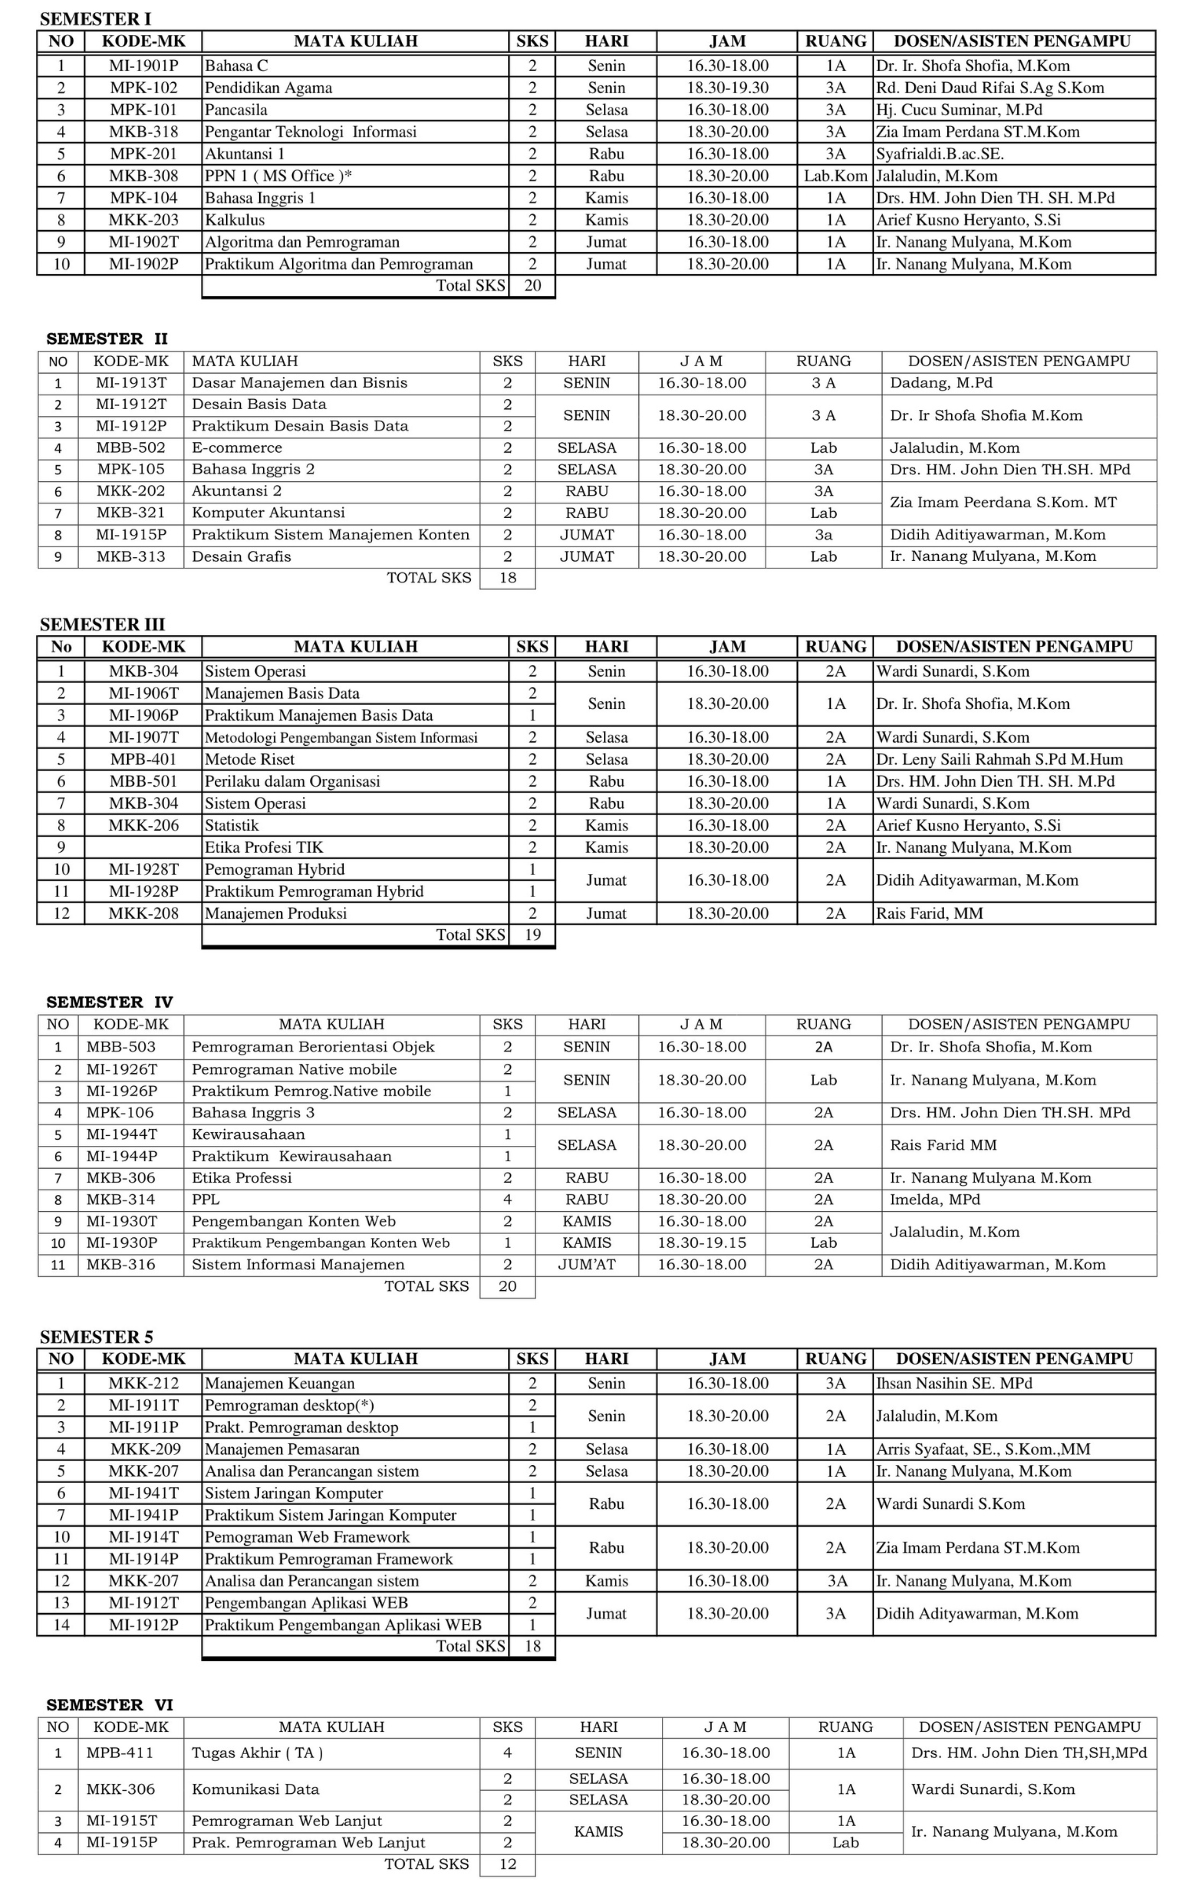 SEMESTER I
NO KODE-MK MATA KULIAH SKS HARI JAM RUANG DOSEN/ASISTEN PENGAMPU
1 MI-1901P Bahasa C 2 Senin 16.30-18.00 1A Dr. Ir. Shofa Shofia, M.Kom
2 MPK-102 Pendidikan Agama 2 Senin 18.30-19.30 3A Rd. Deni Daud Rifai S.Ag S.Kom
3 MPK-101 Pancasila 2 Selasa 16.30-18.00 3A Hj. Cucu Suminar, M.Pd
4 MKB-318 Pengantar Teknologi Informasi 2 Selasa 18.30-20.00 3A Zia Imam Perdana ST.M.Kom
5 MPK-201 Akuntansi 1 2 Rabu 16.30-18.00 3A Syafrialdi.B.ac.SE.
6 MKB-308 PPN 1 ( MS Office )* 2 Rabu 18.30-20.00 Lab.Kom Jalaludin, M.Kom
7 MPK-104 Bahasa Inggris 1 2 Kamis 16.30-18.00 1A Drs. HM. John Dien TH. SH. M.Pd
8 MKK-203 Kalkulus 2 Kamis 18.30-20.00 1A Arief Kusno Heryanto, S.Si
9 MI-1902T Algoritma dan Pemrograman 2 Jumat 16.30-18.00 1A Ir. Nanang Mulyana, M.Kom
10 MI-1902P Praktikum Algoritma dan Pemrograman 2 Jumat 18.30-20.00 1A Ir. Nanang Mulyana, M.Kom
Total SKS 20
SEMESTER II
NO KODE-MK MATA KULIAH SKS HARI J A M RUANG DOSEN/ASISTEN PENGAMPU
1 MI-1913T Dasar Manajemen dan Bisnis 2 SENIN 16.30-18.00 3 A Dadang, M.Pd
2 MI-1912T Desain Basis Data 2 SENIN 18.30-20.00 3 A Dr. Ir Shofa Shofia M.Kom
3 MI-1912P Praktikum Desain Basis Data 2
4 MBB-502 E-commerce 2 SELASA 16.30-18.00 Lab Jalaludin, M.Kom
5 MPK-105 Bahasa Inggris 2 2 SELASA 18.30-20.00 3A Drs. HM. John Dien TH.SH. MPd
6 MKK-202 Akuntansi 2 2 RABU 16.30-18.00 3A Zia Imam Peerdana S.Kom. MT
7 MKB-321 Komputer Akuntansi 2 RABU 18.30-20.00 Lab
8 MI-1915P Praktikum Sistem Manajemen Konten 2 JUMAT 16.30-18.00 3a Didih Aditiyawarman, M.Kom
9 MKB-313 Desain Grafis 2 JUMAT 18.30-20.00 Lab Ir. Nanang Mulyana, M.Kom
TOTAL SKS 18
SEMESTER III
No KODE-MK MATA KULIAH SKS HARI JAM RUANG DOSEN/ASISTEN PENGAMPU
1 MKB-304 Sistem Operasi 2 Senin 16.30-18.00 2A Wardi Sunardi, S.Kom
2 MI-1906T Manajemen Basis Data 2 Senin 18.30-20.00 1A Dr. Ir. Shofa Shofia, M.Kom
3 MI-1906P Praktikum Manajemen Basis Data 1
4 MI-1907T Metodologi Pengembangan Sistem Informasi 2 Selasa 16.30-18.00 2A Wardi Sunardi, S.Kom
5 MPB-401 Metode Riset 2 Selasa 18.30-20.00 2A Dr. Leny Saili Rahmah S.Pd M.Hum
6 MBB-501 Perilaku dalam Organisasi 2 Rabu 16.30-18.00 1A Drs. HM. John Dien TH. SH. M.Pd
7 MKB-304 Sistem Operasi 2 Rabu 18.30-20.00 1A Wardi Sunardi, S.Kom
8 MKK-206 Statistik 2 Kamis 16.30-18.00 2A Arief Kusno Heryanto, S.Si
9 Etika Profesi TIK 2 Kamis 18.30-20.00 2A Ir. Nanang Mulyana, M.Kom
10 MI-1928T Pemograman Hybrid 1 Jumat 16.30-18.00 2A Didih Adityawarman, M.Kom
11 MI-1928P Praktikum Pemrograman Hybrid 1
12 MKK-208 Manajemen Produksi 2 Jumat 18.30-20.00 2A Rais Farid, MM
Total SKS 19
SEMESTER IV
NO KODE-MK MATA KULIAH SKS HARI J A M RUANG DOSEN/ASISTEN PENGAMPU
1 MBB-503 Pemrograman Berorientasi Objek 2 SENIN 16.30-18.00 2A Dr. Ir. Shofa Shofia, M.Kom
2 MI-1926T Pemrograman Native mobile 2 SENIN 18.30-20.00 Lab Ir. Nanang Mulyana, M.Kom
3 MI-1926P Praktikum Pemrog.Native mobile 1
4 MPK-106 Bahasa Inggris 3 2 SELASA 16.30-18.00 2A Drs. HM. John Dien TH.SH. MPd
5 MI-1944T Kewirausahaan 1 SELASA 18.30-20.00 2A Rais Farid MM
6 MI-1944P Praktikum Kewirausahaan 1
7 MKB-306 Etika Professi 2 RABU 16.30-18.00 2A Ir. Nanang Mulyana M.Kom
8 MKB-314 PPL 4 RABU 18.30-20.00 2A Imelda, MPd
9 MI-1930T Pengembangan Konten Web 2 KAMIS 16.30-18.00 2A Jalaludin, M.Kom
10 MI-1930P Praktikum Pengembangan Konten Web 1 KAMIS 18.30-19.15 Lab
11 MKB-316 Sistem Informasi Manajemen 2 JUM'AT 16.30-18.00 2A Didih Aditiyawarman, M.Kom
TOTAL SKS 20
SEMESTER 5
NO KODE-MK MATA KULIAH SKS HARI JAM RUANG DOSEN/ASISTEN PENGAMPU
1 MKK-212 Manajemen Keuangan 2 Senin 16.30-18.00 3A Ihsan Nasihin SE. MPd
2 MI-1911T Pemrograman desktop(*) 2 Senin 18.30-20.00 2A Jalaludin, M.Kom
3 MI-1911P Prakt. Pemrograman desktop 1
4 MKK-209 Manajemen Pemasaran 2 Selasa 16.30-18.00 1A Arris Syafaat, SE., S.Kom.,MM
5 MKK-207 Analisa dan Perancangan sistem 2 Selasa 18.30-20.00 1A Ir. Nanang Mulyana, M.Kom
6 MI-1941T Sistem Jaringan Komputer 1 Rabu 16.30-18.00 2A Wardi Sunardi S.Kom
7 MI-1941P Praktikum Sistem Jaringan Komputer 1
10 MI-1914T Pemograman Web Framework 1 Rabu 18.30-20.00 2A Zia Imam Perdana ST.M.Kom
11 MI-1914P Praktikum Pemrograman Framework 1
12 MKK-207 Analisa dan Perancangan sistem 2 Kamis 16.30-18.00 3A Ir. Nanang Mulyana, M.Kom
13 MI-1912T Pengembangan Aplikasi WEB 2 Jumat 18.30-20.00 3A Didih Adityawarman, M.Kom
14 MI-1912P Praktikum Pengembangan Aplikasi WEB 1
Total SKS 18
SEMESTER VI
NO KODE-MK MATA KULIAH SKS HARI J A M RUANG DOSEN/ASISTEN PENGAMPU
1 MPB-411 Tugas Akhir ( TA ) 4 SENIN 16.30-18.00 1A Drs. HM. John Dien TH,SH,MPd
2 MKK-306 Komunikasi Data 2 SELASA 16.30-18.00 1A Wardi Sunardi, S.Kom
2 SELASA 18.30-20.00
3 MI-1915T Pemrograman Web Lanjut 2 KAMIS 16.30-18.00 1A Ir. Nanang Mulyana, M.Kom
4 MI-1915P Prak. Pemrograman Web Lanjut 2 18.30-20.00 Lab
TOTAL SKS 12